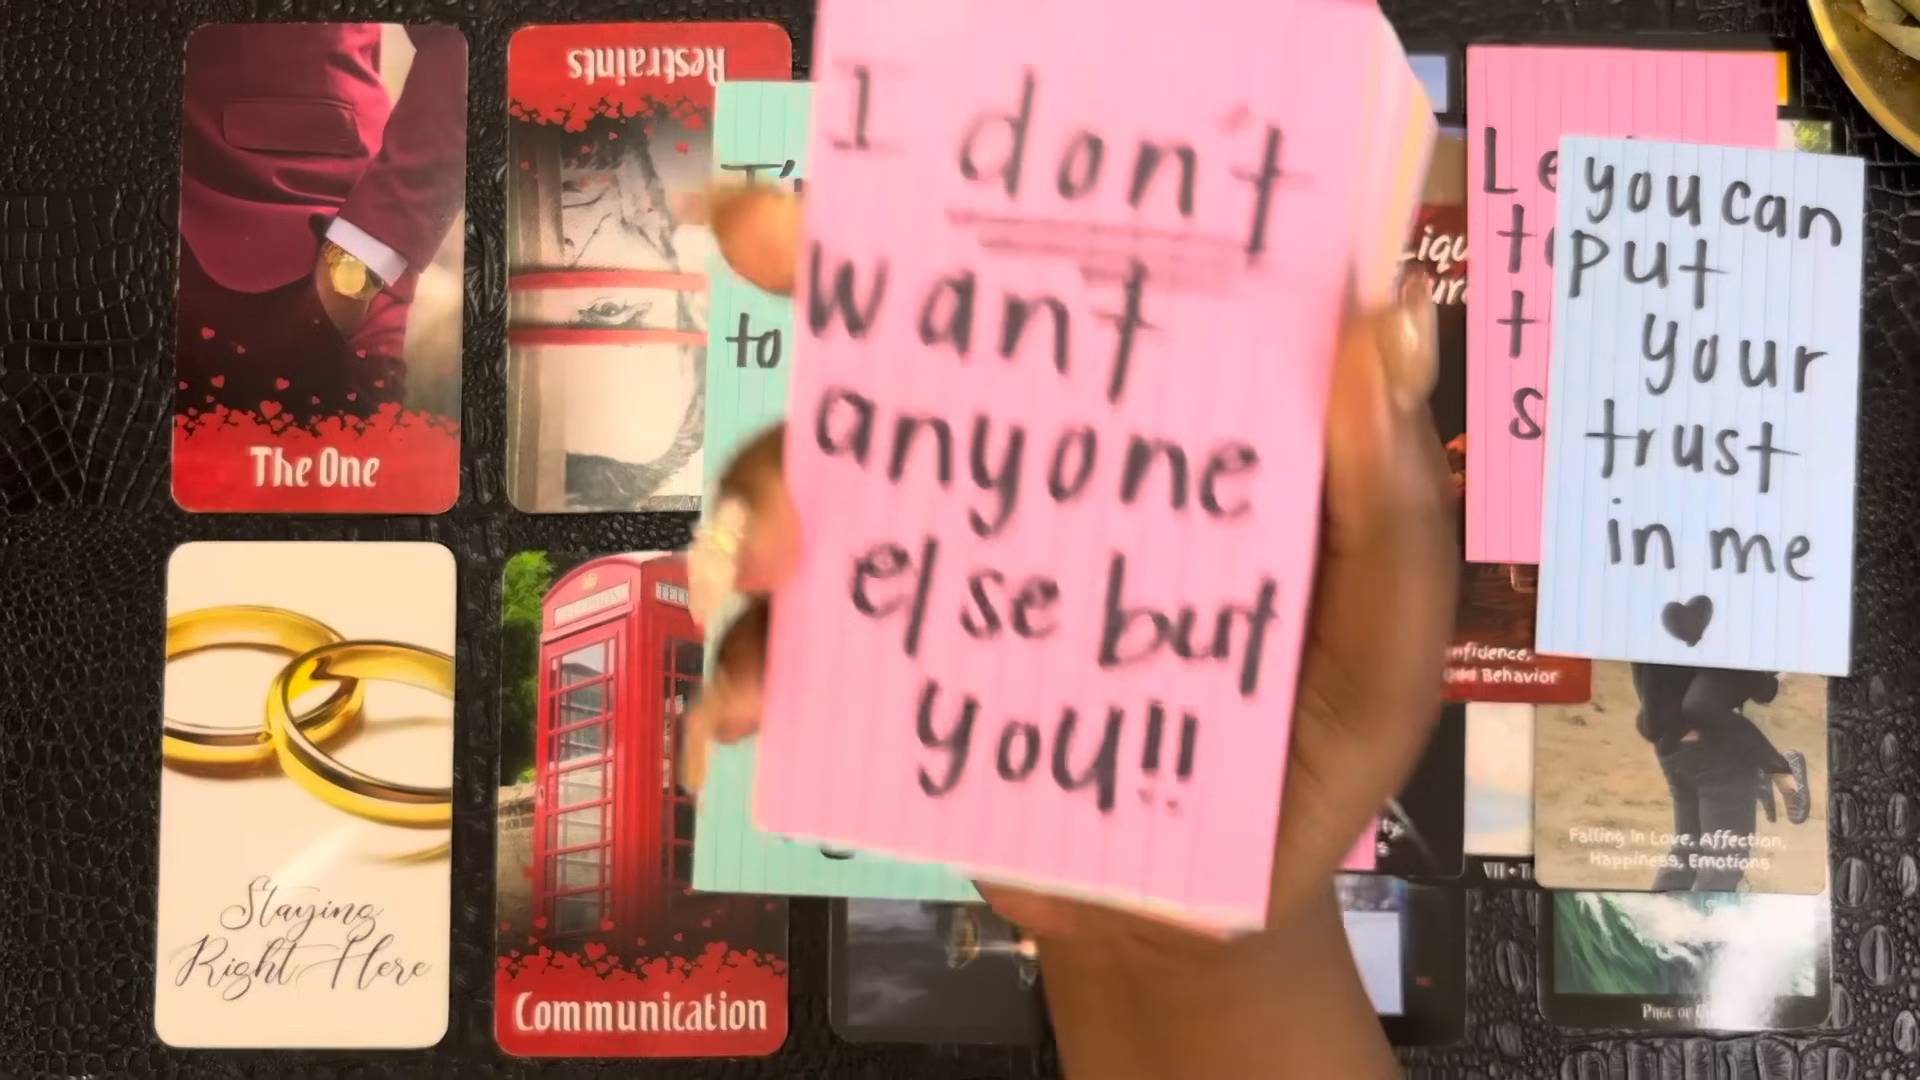 The One
Restraints
Staying
Right Here
Communication
to
I don't
want
anyone
else but
you!!
you can
put
your
trust
in me
Behavior
Falling In Love, Affection,
Happiness, Emotions